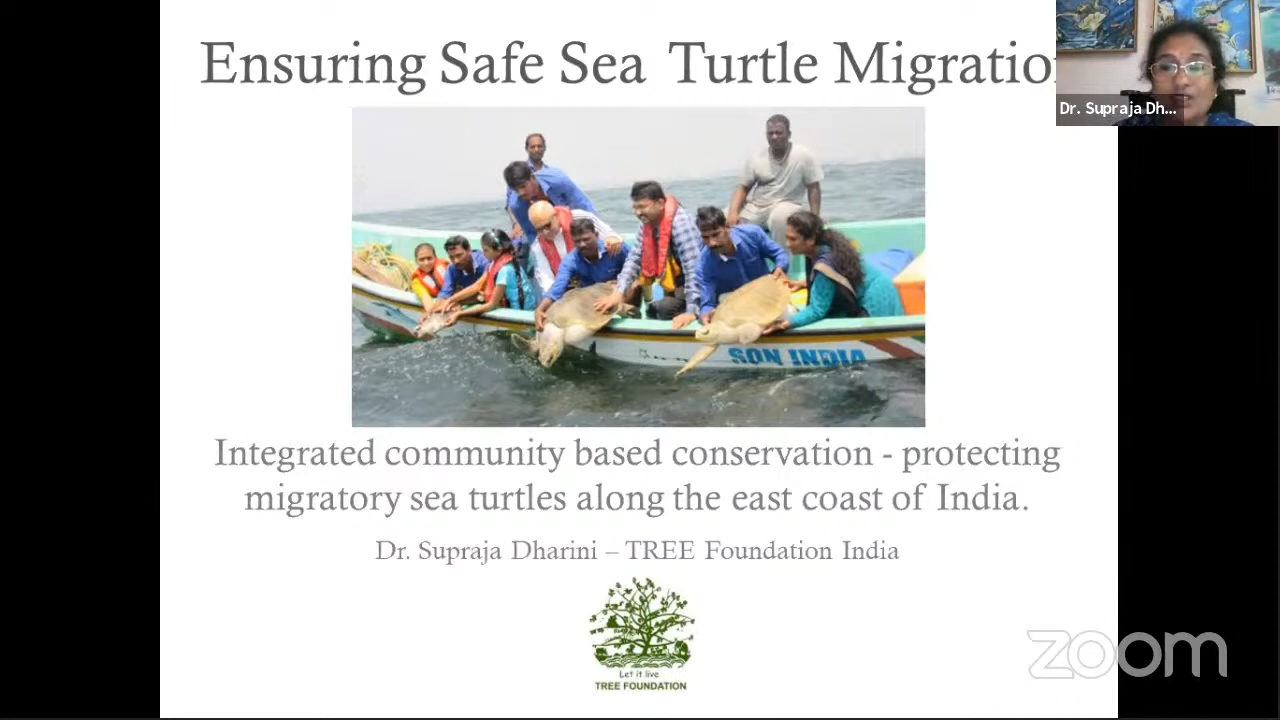 Ensuring Safe Sea Turtle Migratio
Dr. Supraja Dh...
SON INDIA
Integrated community based conservation - protecting
migratory sea turtles along the east coast of India.
Dr. Supraja Dharini – TREE Foundation India
Let it live
TREE FOUNDATION
zoom